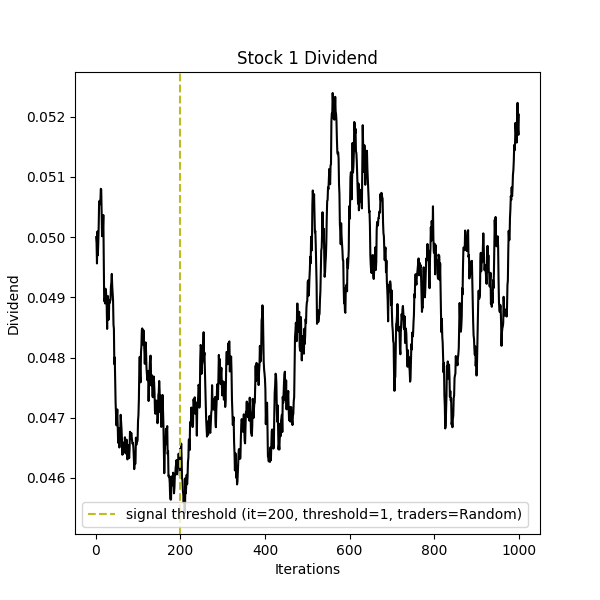 Stock 1 Dividend
Dividend
0.052
0.051
0.050
0.049
0.048
0.047
0.046
signal threshold (it=200, threshold=1, traders=Random)
0 200 400 600 800 1000
Iterations